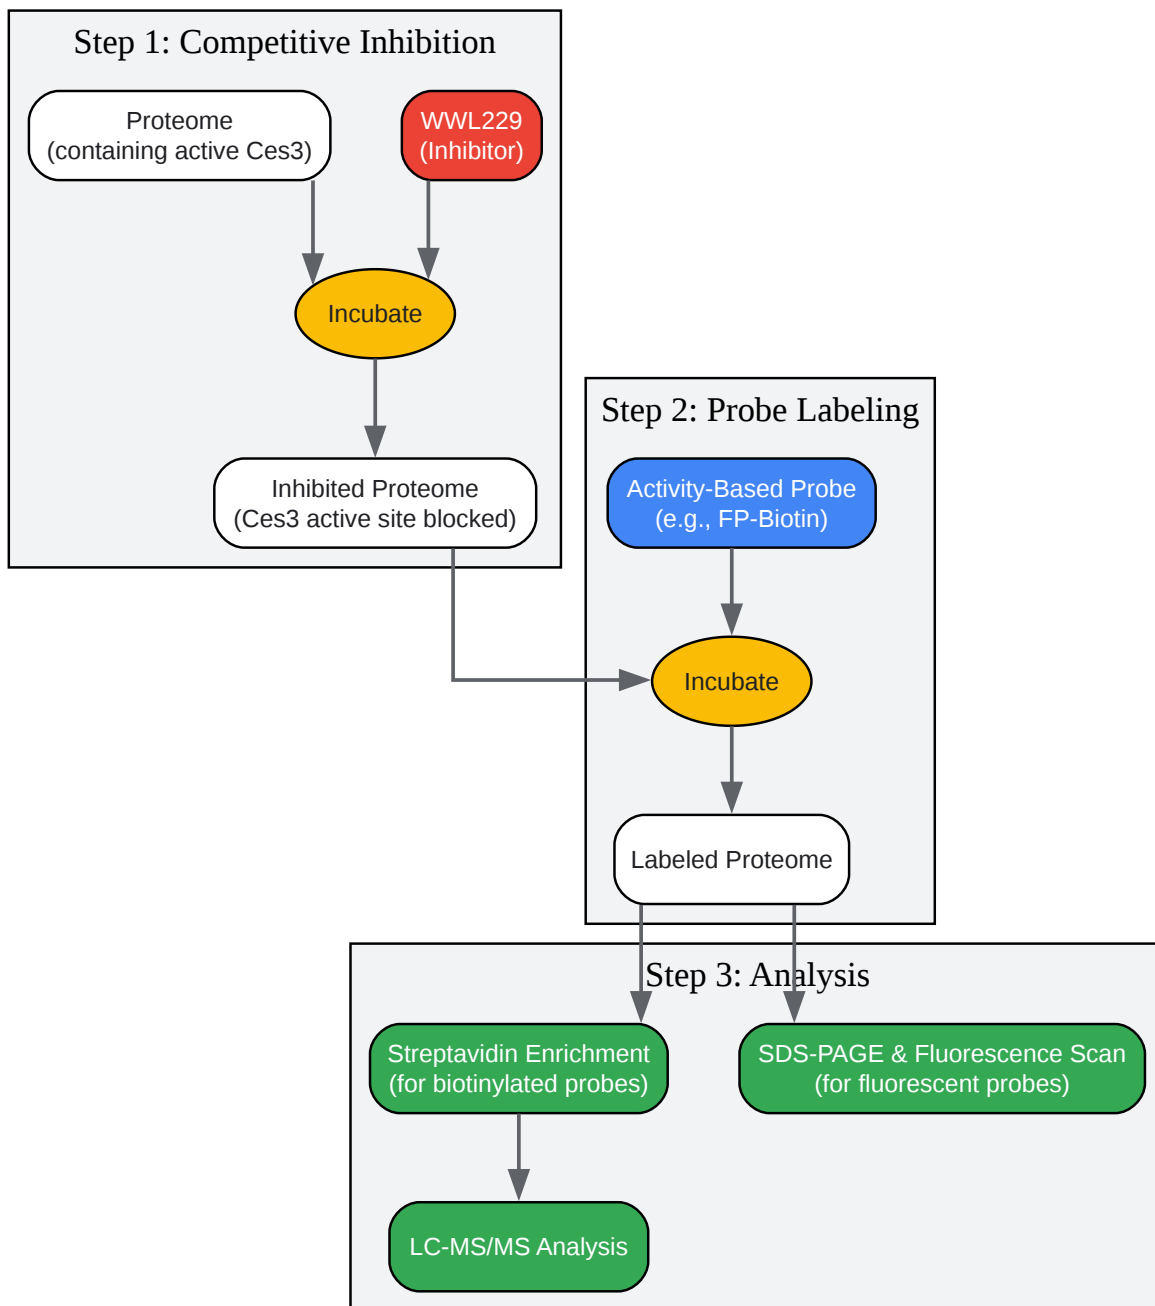 Step 1: Competitive Inhibition
Proteome
(containing active Ces3)
WWL229
(Inhibitor)
Incubate
Inhibited Proteome
(Ces3 active site blocked)
Step 2: Probe Labeling
Activity-Based Probe
(e.g., FP-Biotin)
Incubate
Labeled Proteome
Step 3: Analysis
Streptavidin Enrichment
(for biotinylated probes)
SDS-PAGE & Fluorescence Scan
(for fluorescent probes)
LC-MS/MS Analysis